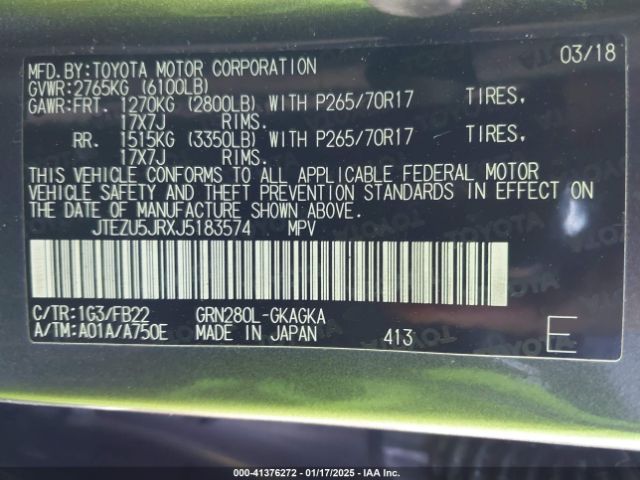 MFD.BY:TOYOTA MOTOR CORPORATION 03/18
GVWR:2765KG (6100LB)
GAWR:FRT. 1270KG (2800LB) WITH P265/70R17 TIRES,
17X7J RIMS.
RR. 1515KG (3350LB) WITH P265/70R17 TIRES,
17X7J RIMS.
THIS VEHICLE CONFORMS TO ALL APPLICABLE FEDERAL MOTOR
VEHICLE SAFETY AND THEFT PREVENTION STANDARDS IN EFFECT ON
THE DATE OF MANUFACTURE SHOWN ABOVE.
JTEZU5JRXJ5183574 MPV
C/TR:1G3/FB22 GRN280L-GKAGKA
A/TM:A01A/A750E MADE IN JAPAN 413 E
000-41376272 - 01/17/2025 - IAA Inc.